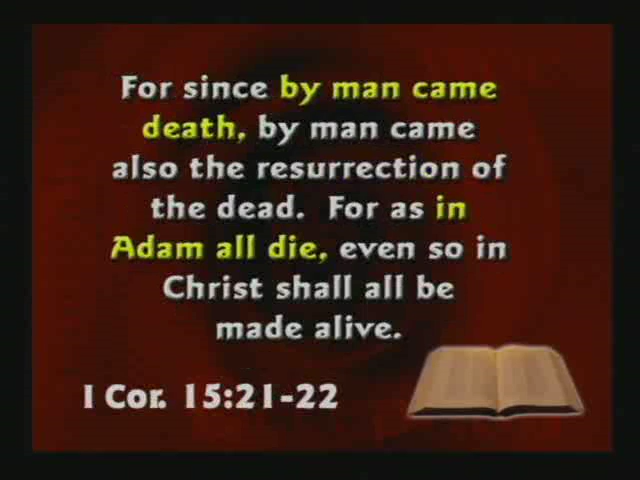 For since by man came
death, by man came
also the resurrection of
the dead.  For as in
Adam all die, even so in
Christ shall all be
made alive.
I Cor. 15:21-22